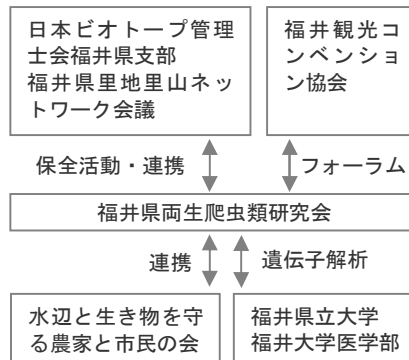 日本ビオトープ管理
士会福井県支部
福井県里地里山ネッ
トワーク会議
福井観光コ
ンベンショ
ン協会
保全活動・連携
フォーラム
福井県両生爬虫類研究会
連携
遺伝子解析
水辺と生き物を守
る農家と市民の会
福井県立大学
福井大学医学部